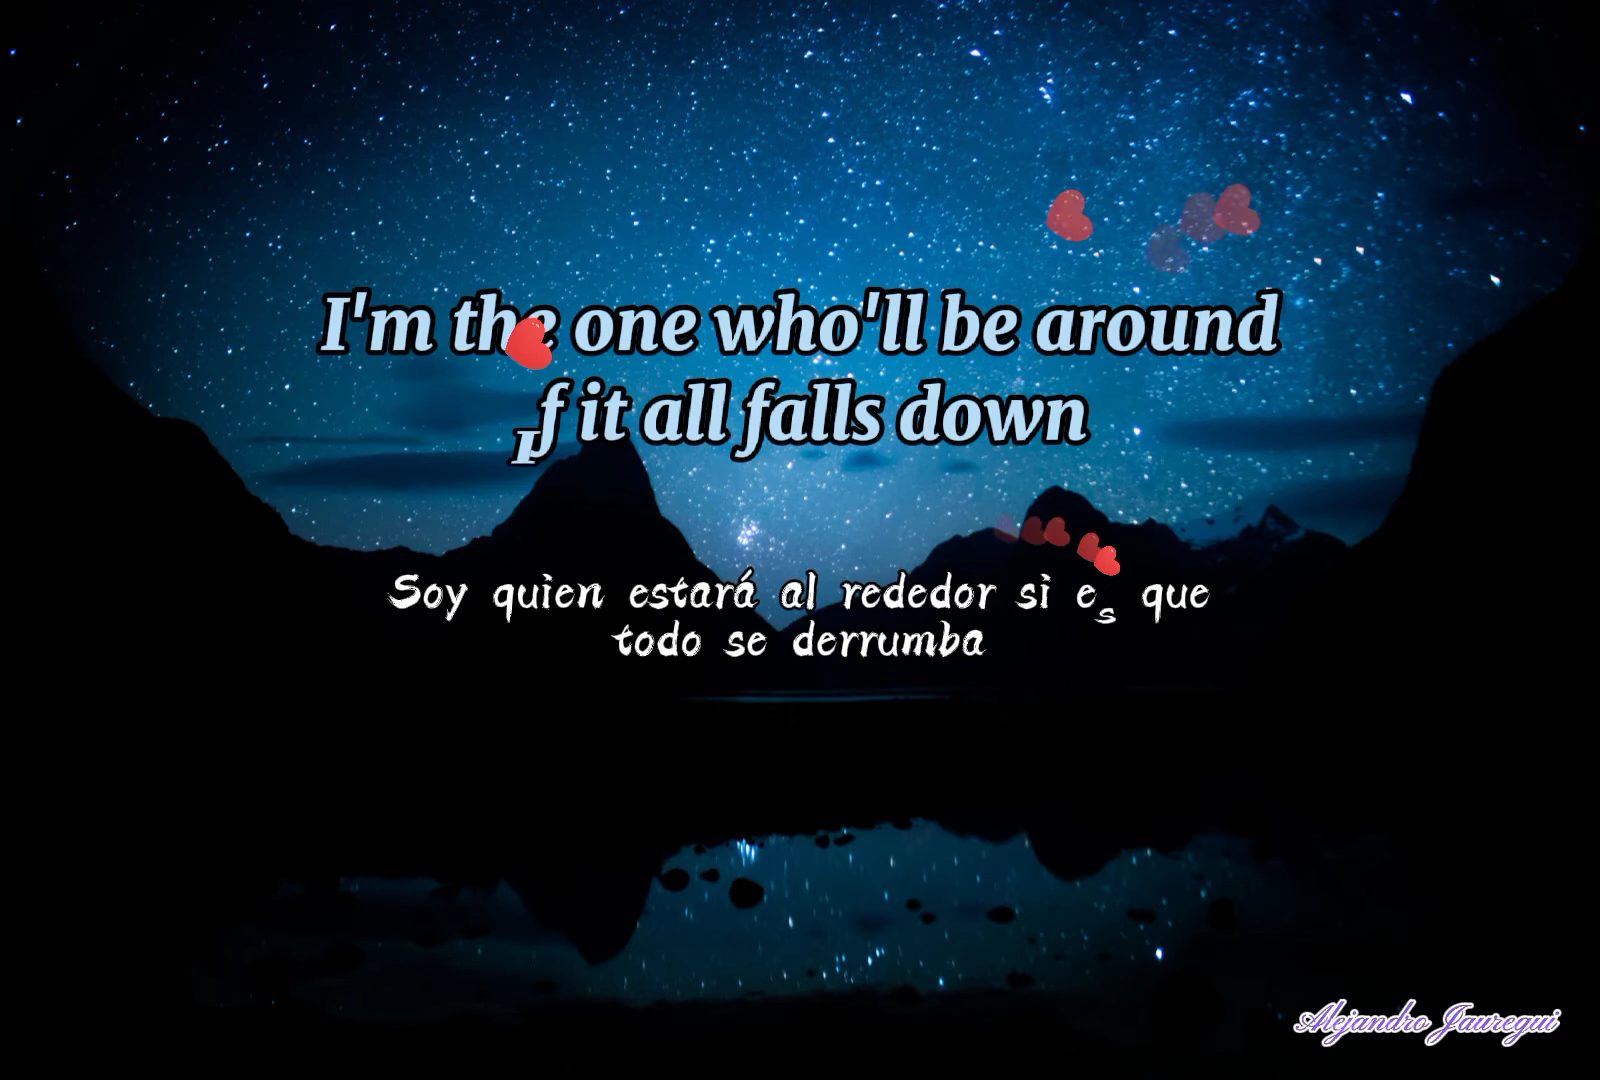 I'm the one who'll be around
If it all falls down
Soy quien estará al rededor si es que
todo se derrumba
Alejandro Jauregui